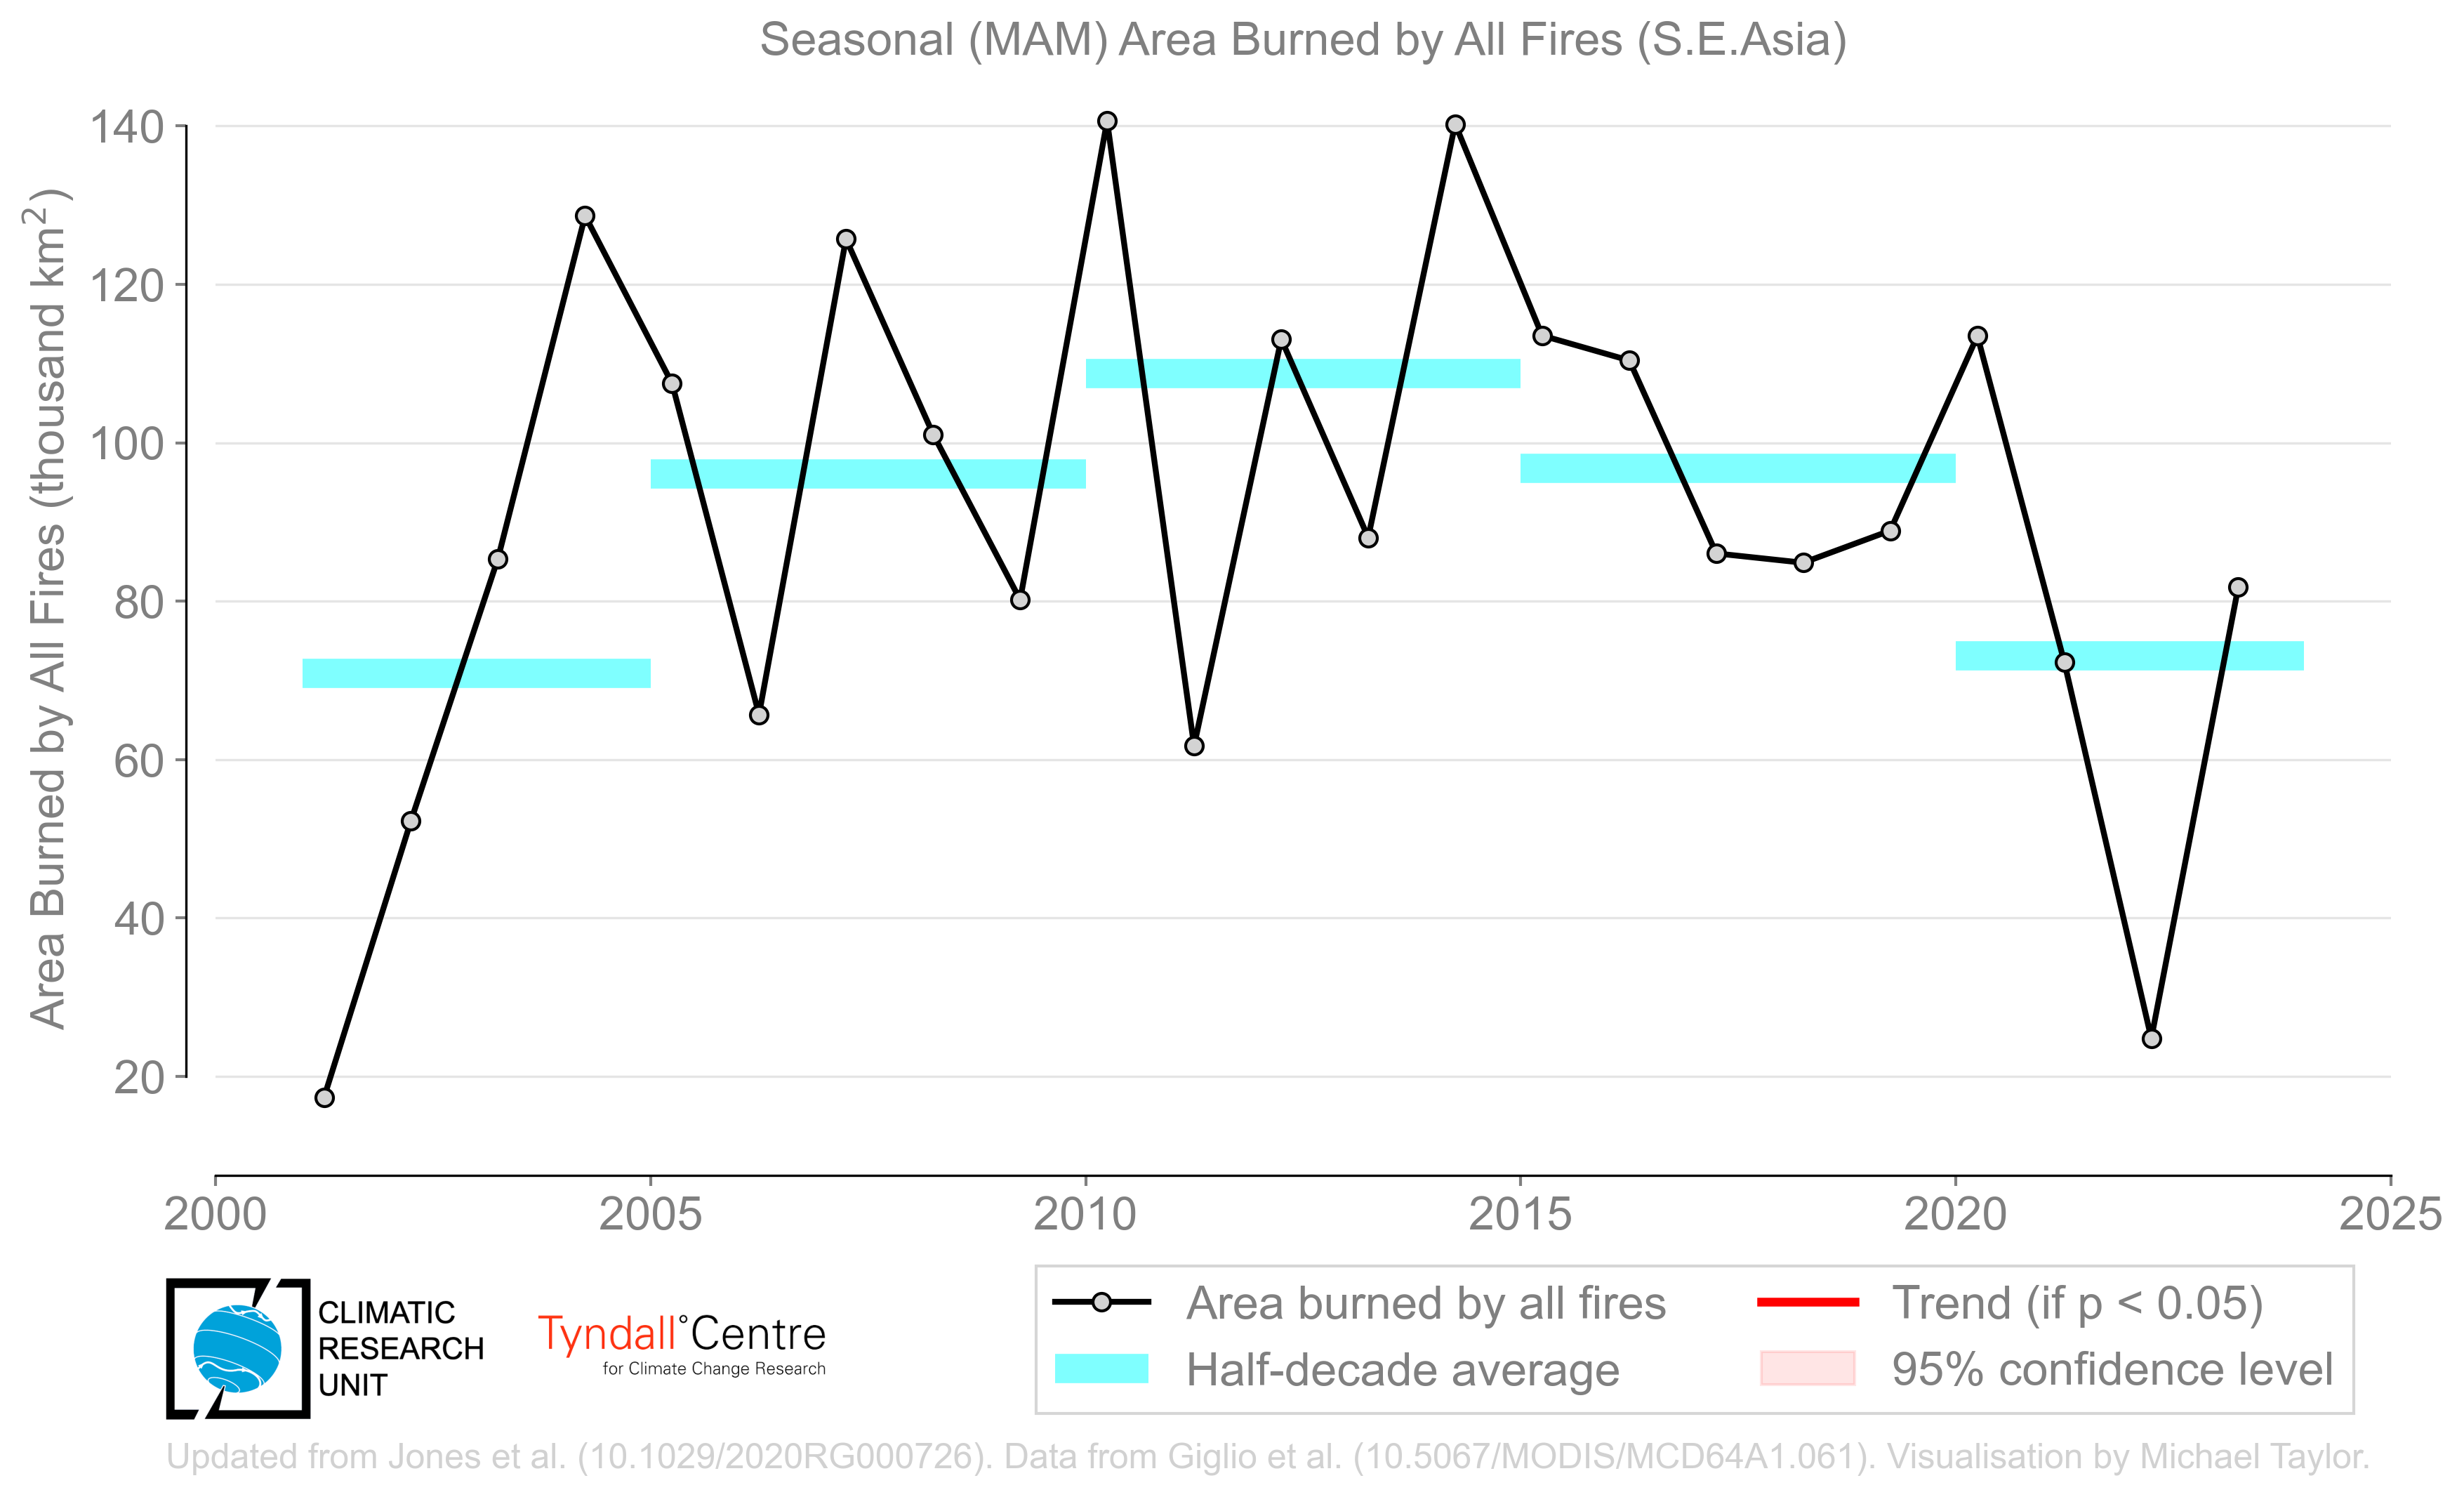 Seasonal (MAM) Area Burned by All Fires (S.E.Asia)
Area Burned by All Fires (thousand km²)
140
120
100
80
60
40
20
2000
2005
2010
2015
2020
2025
CLIMATIC
RESEARCH
UNIT
Tyndall°Centre
for Climate Change Research
Area burned by all fires
Half-decade average
Trend (if p < 0.05)
95% confidence level
Updated from Jones et al. (10.1029/2020RG000726). Data from Giglio et al. (10.5067/MODIS/MCD64A1.061). Visualisation by Michael Taylor.